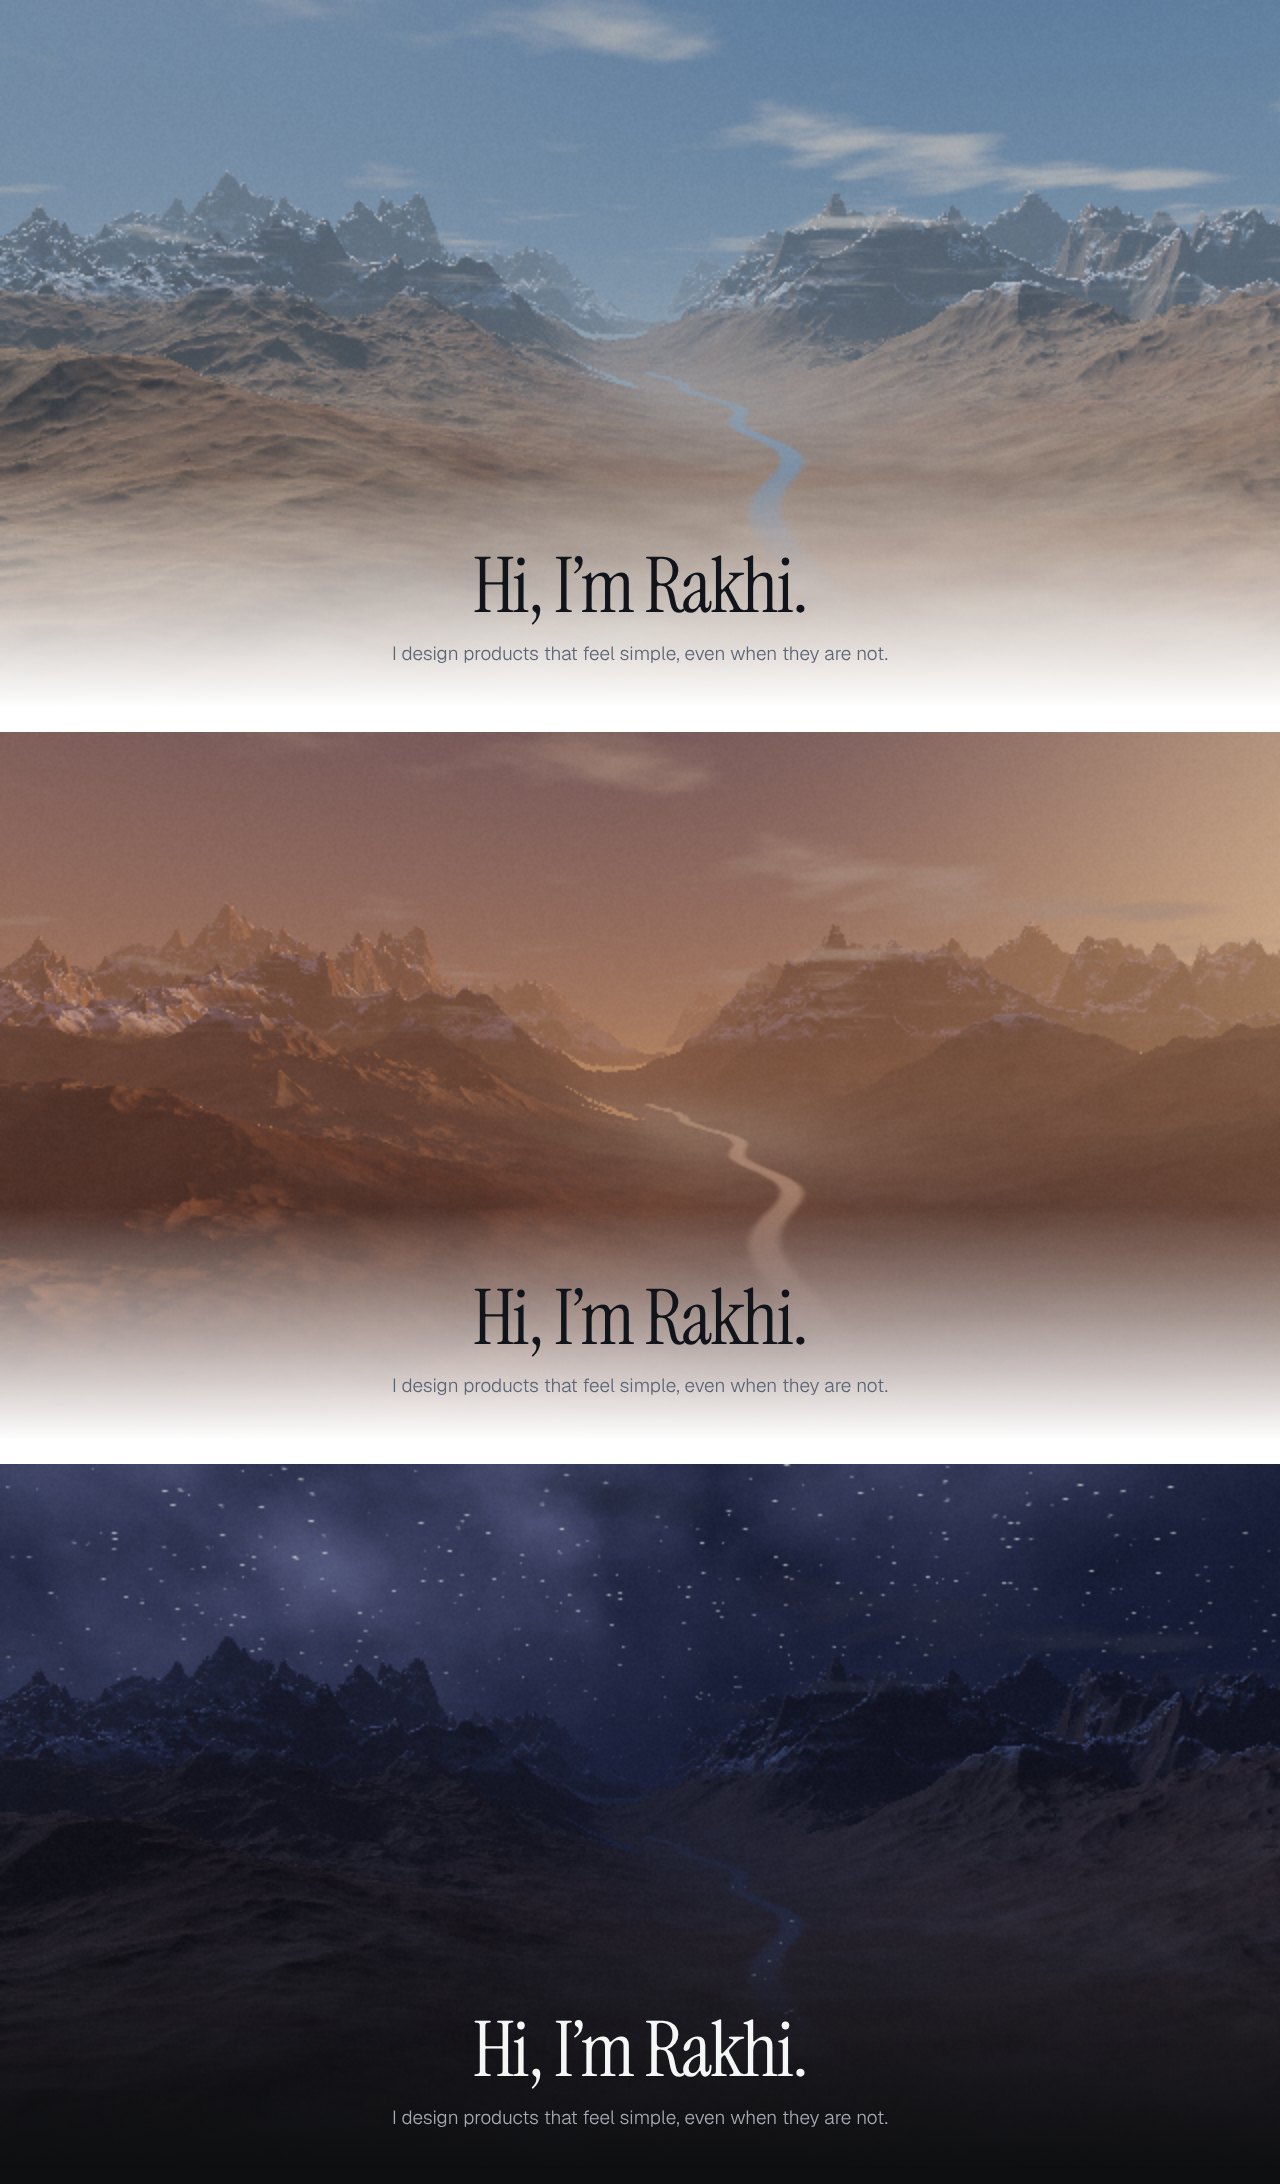 Hi, I’m Rakhi.
I design products that feel simple, even when they are not.
Hi, I’m Rakhi.
I design products that feel simple, even when they are not.
Hi, I’m Rakhi.
I design products that feel simple, even when they are not.